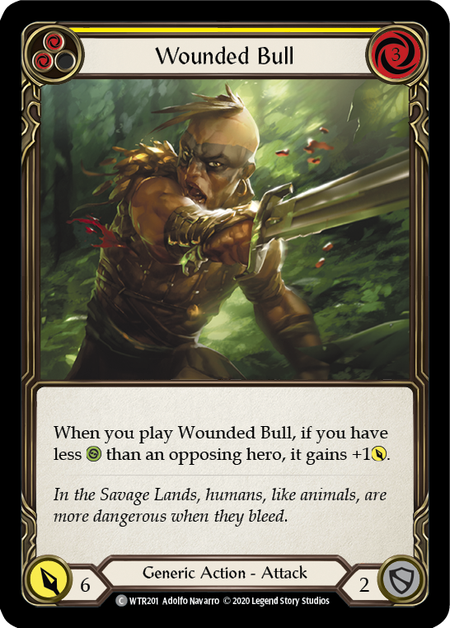 Wounded Bull
3
When you play Wounded Bull, if you have
less than an opposing hero, it gains +1.
In the Savage Lands, humans, like animals, are
more dangerous when they bleed.
6
Generic Action - Attack
2
C WTR201 Adolfo Navarro © 2020 Legend Story Studios